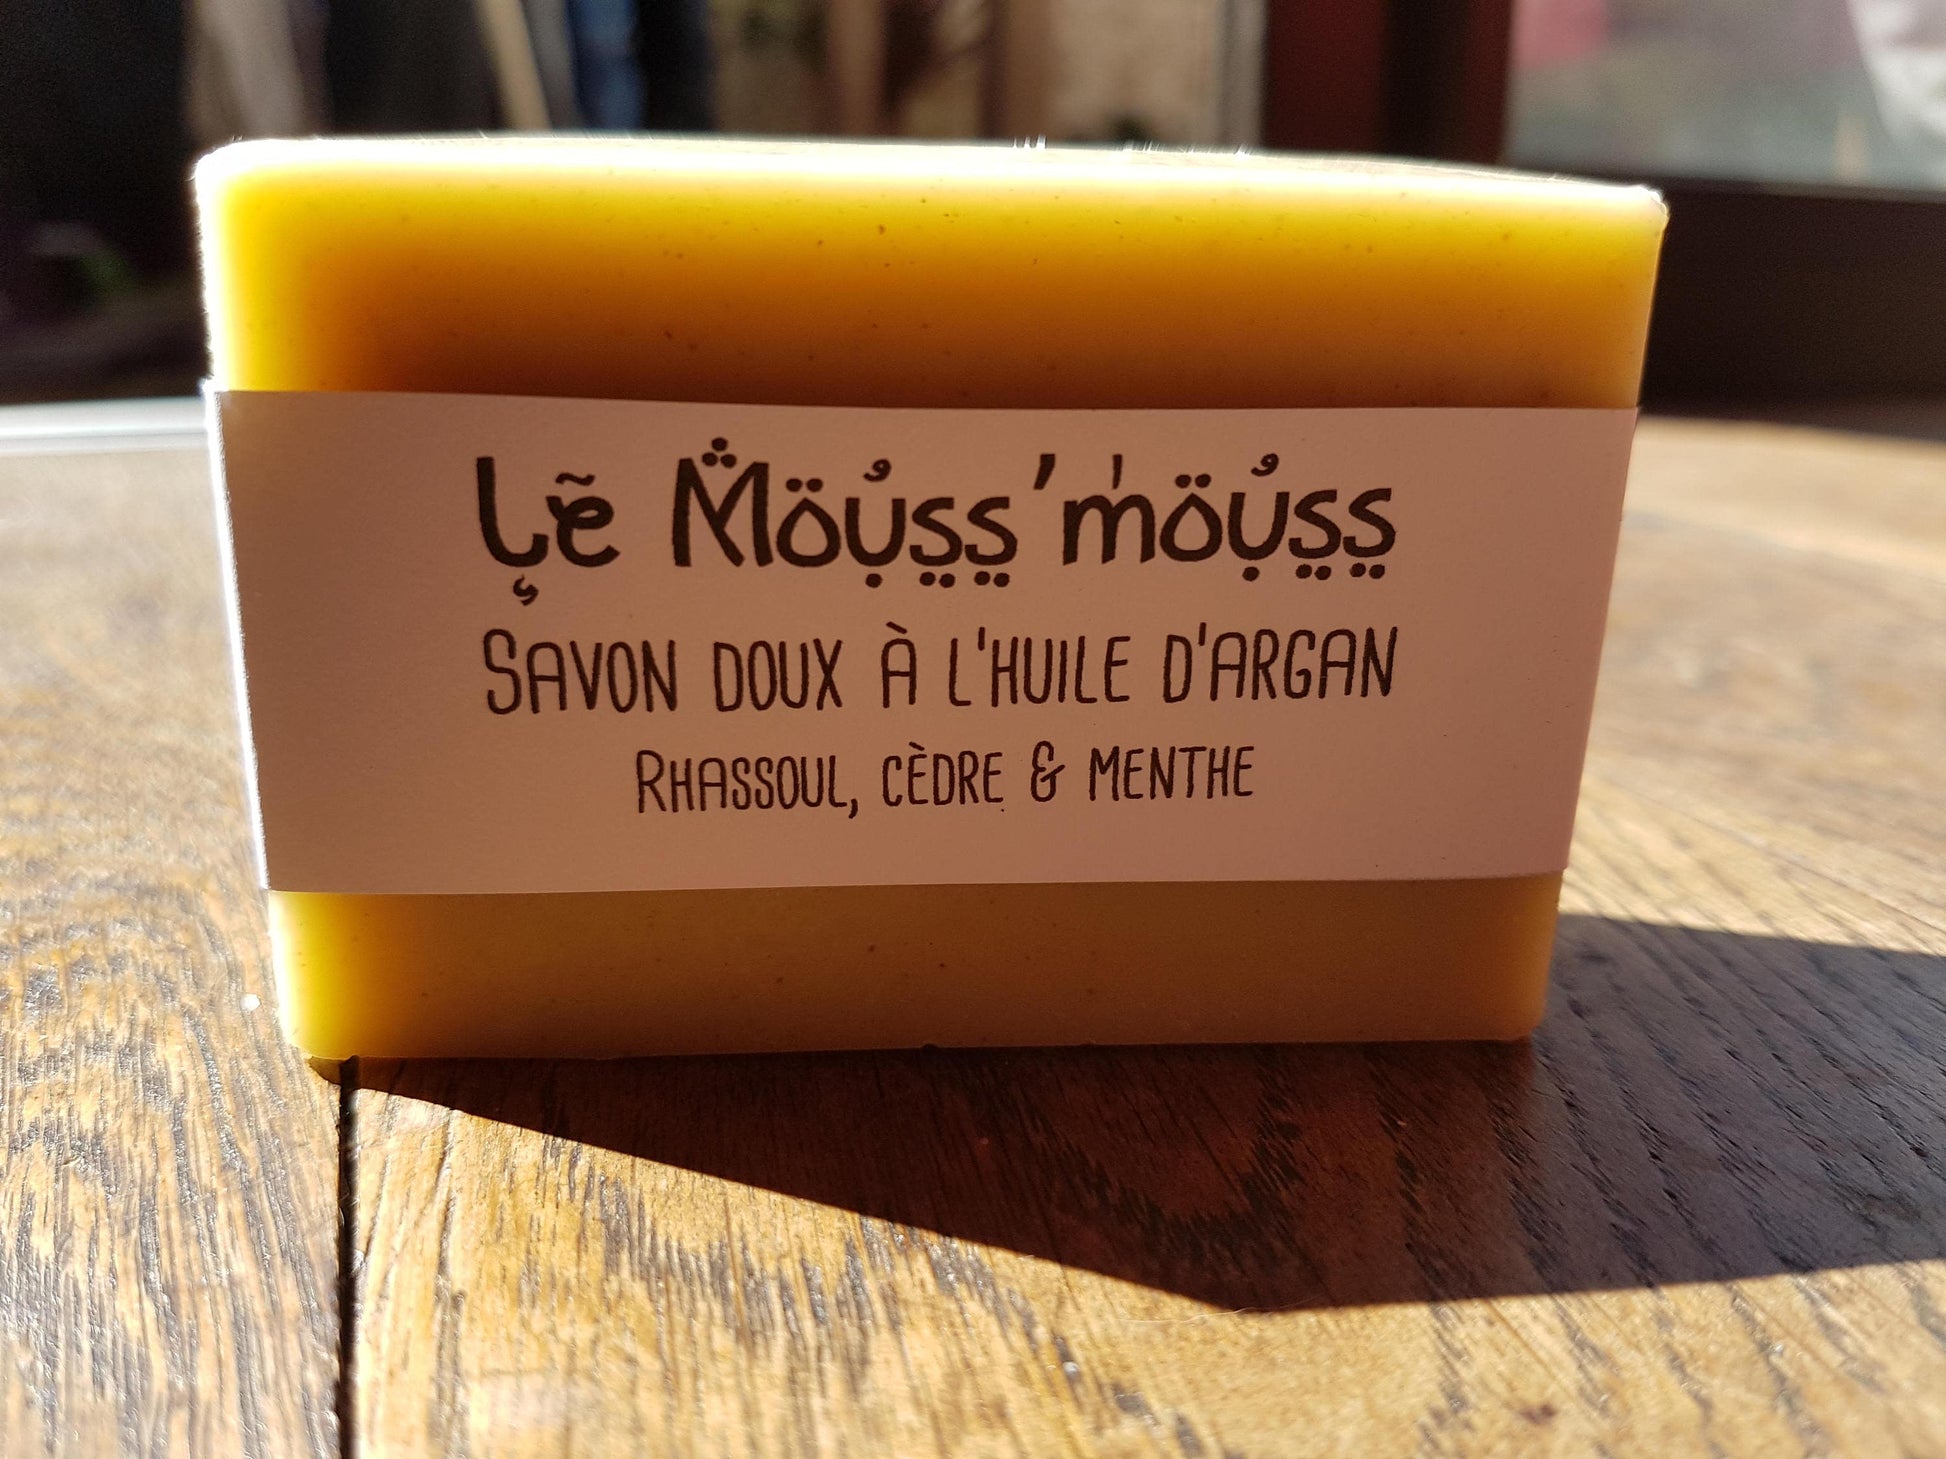 Le Mouss'mouss
Savon doux à l'huile d'argan
Rhassoul, cèdre & menthe